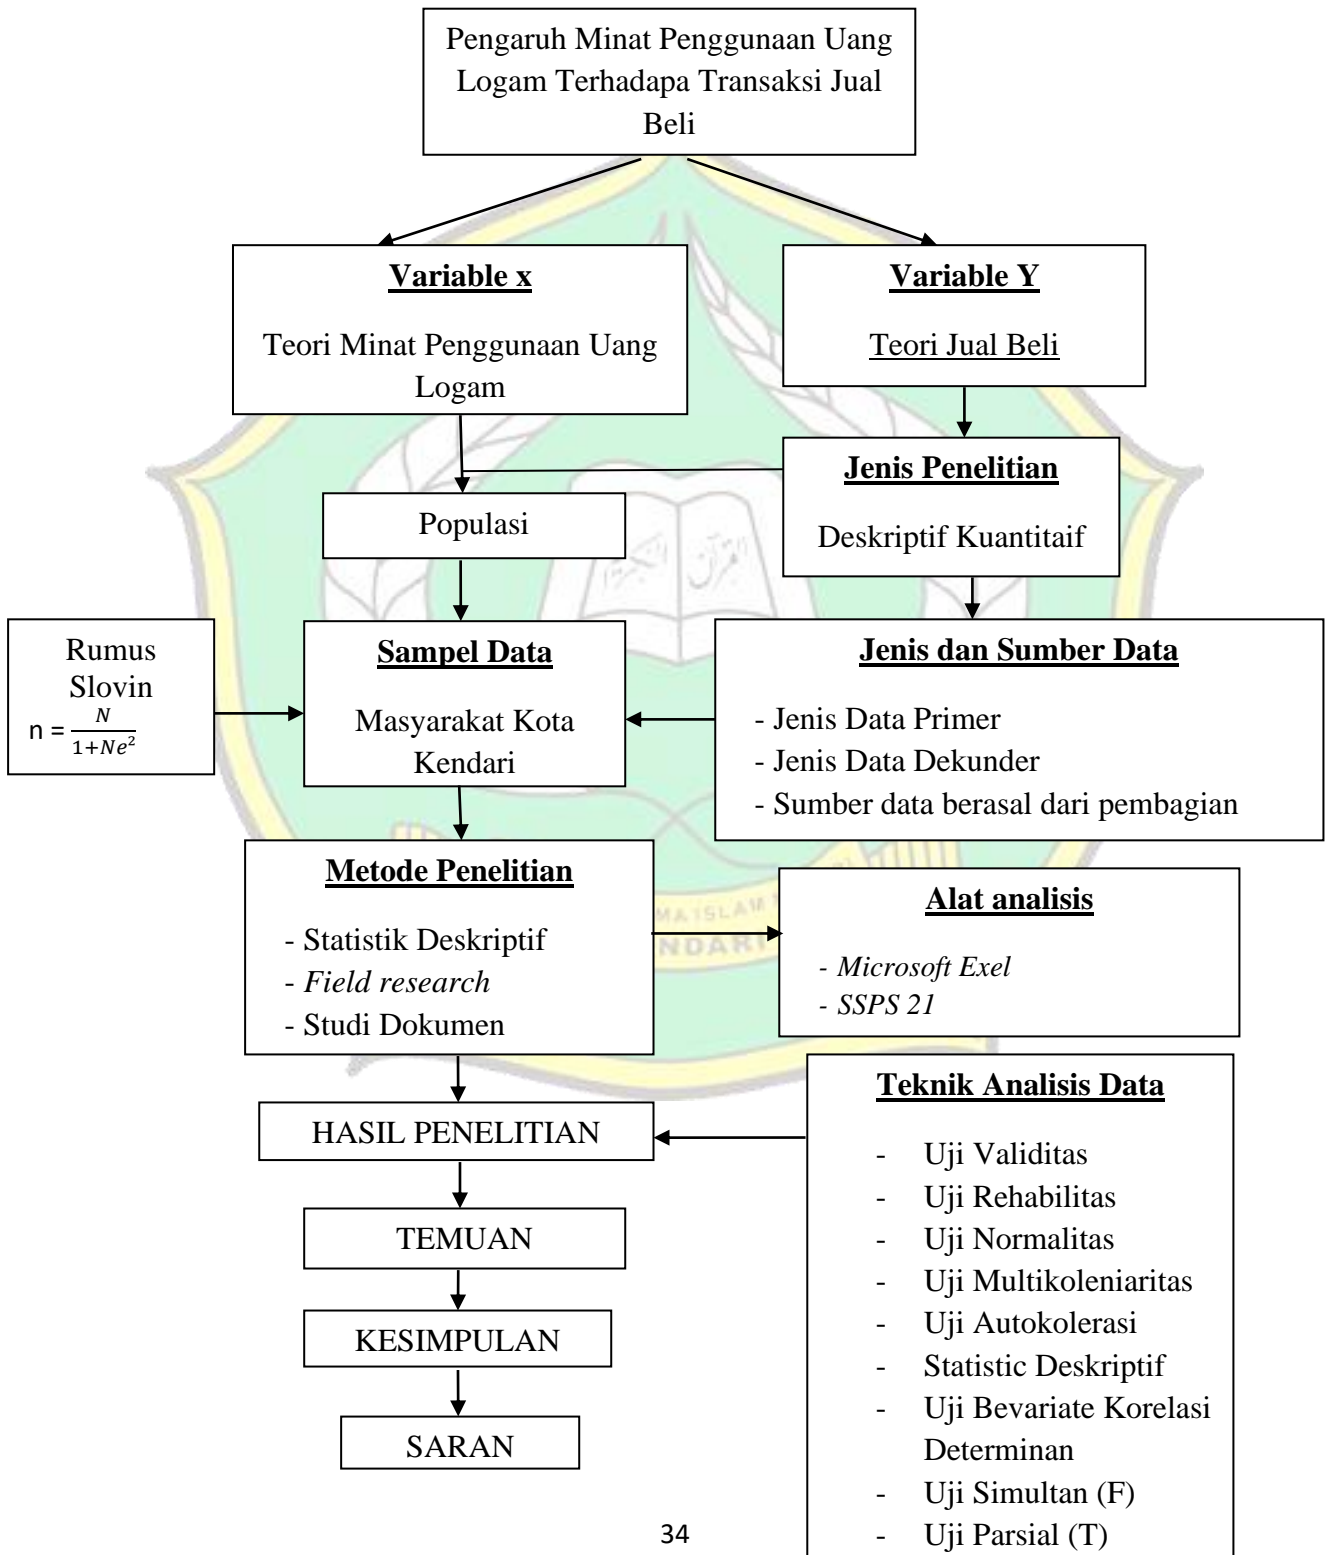 Pengaruh Minat Penggunaan Uang
Logam Terhadapa Transaksi Jual
Beli
Variable x
Teori Minat Penggunaan Uang
Logam
Variable Y
Teori Jual Beli
Jenis Penelitian
Deskriptif Kuantitaif
Populasi
Rumus
Slovin
n = N / 1+Ne²
Sampel Data
Masyarakat Kota
Kendari
Jenis dan Sumber Data
- Jenis Data Primer
- Jenis Data Dekunder
- Sumber data berasal dari pembagian
Metode Penelitian
- Statistik Deskriptif
- Field research
- Studi Dokumen
Alat analisis
- Microsoft Exel
- SSPS 21
Teknik Analisis Data
- Uji Validitas
- Uji Rehabilitas
- Uji Normalitas
- Uji Multikoleniaritas
- Uji Autokolerasi
- Statistic Deskriptif
- Uji Bevariate Korelasi
Determinan
- Uji Simultan (F)
- Uji Parsial (T)
HASIL PENELITIAN
TEMUAN
KESIMPULAN
SARAN
34